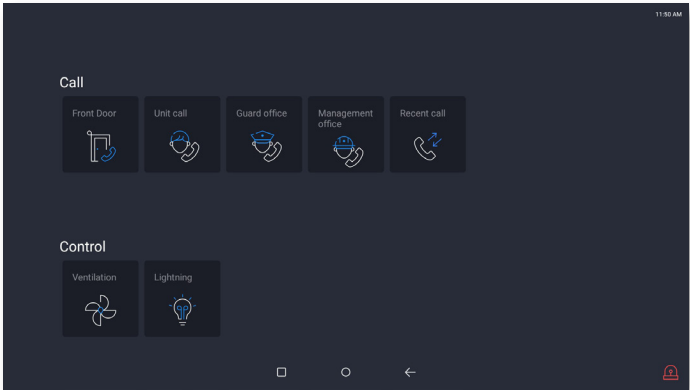 11:50 AM
Call
Front Door
Unit call
Guard office
Management
office
Recent call
Control
Ventilation
Lightning